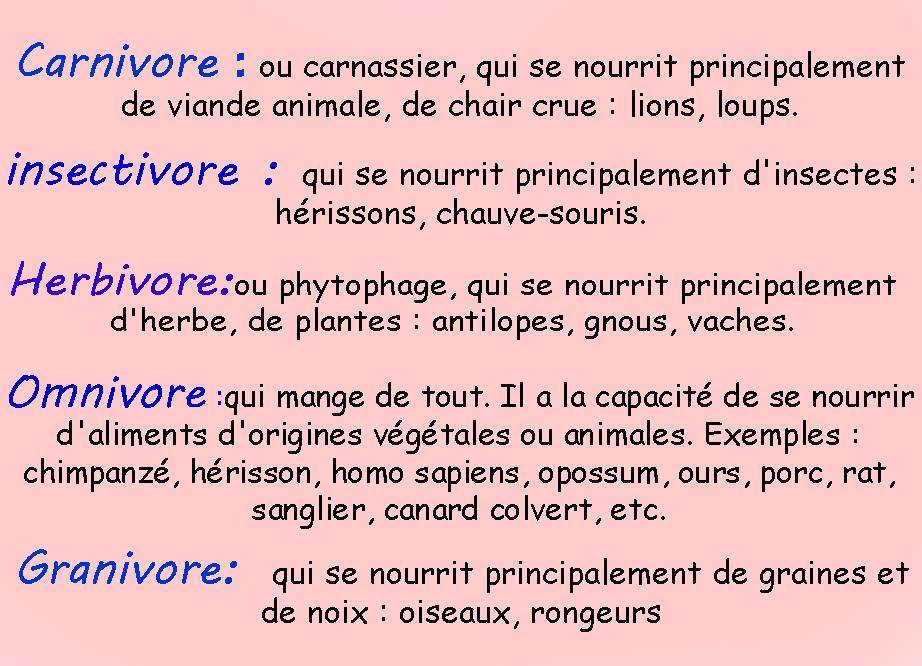 Carnivore : ou carnassier, qui se nourrit principalement
de viande animale, de chair crue : lions, loups.
insectivore : qui se nourrit principalement d'insectes :
hérissons, chauve-souris.
Herbivore:ou phytophage, qui se nourrit principalement
d'herbe, de plantes : antilopes, gnous, vaches.
Omnivore :qui mange de tout. Il a la capacité de se nourrir
d'aliments d'origines végétales ou animales. Exemples :
chimpanzé, hérisson, homo sapiens, opossum, ours, porc, rat,
sanglier, canard colvert, etc.
Granivore: qui se nourrit principalement de graines et
de noix : oiseaux, rongeurs